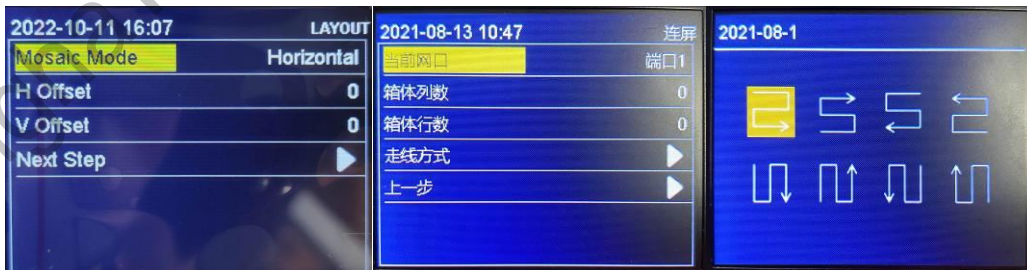 2022-10-11 16:07 LAYOUT
Mosaic Mode Horizontal
H Offset 0
V Offset 0
Next Step
2021-08-13 10:47 连屏
当前网口 端口1
箱体列数 0
箱体行数 0
走线方式
上一步
2021-08-1